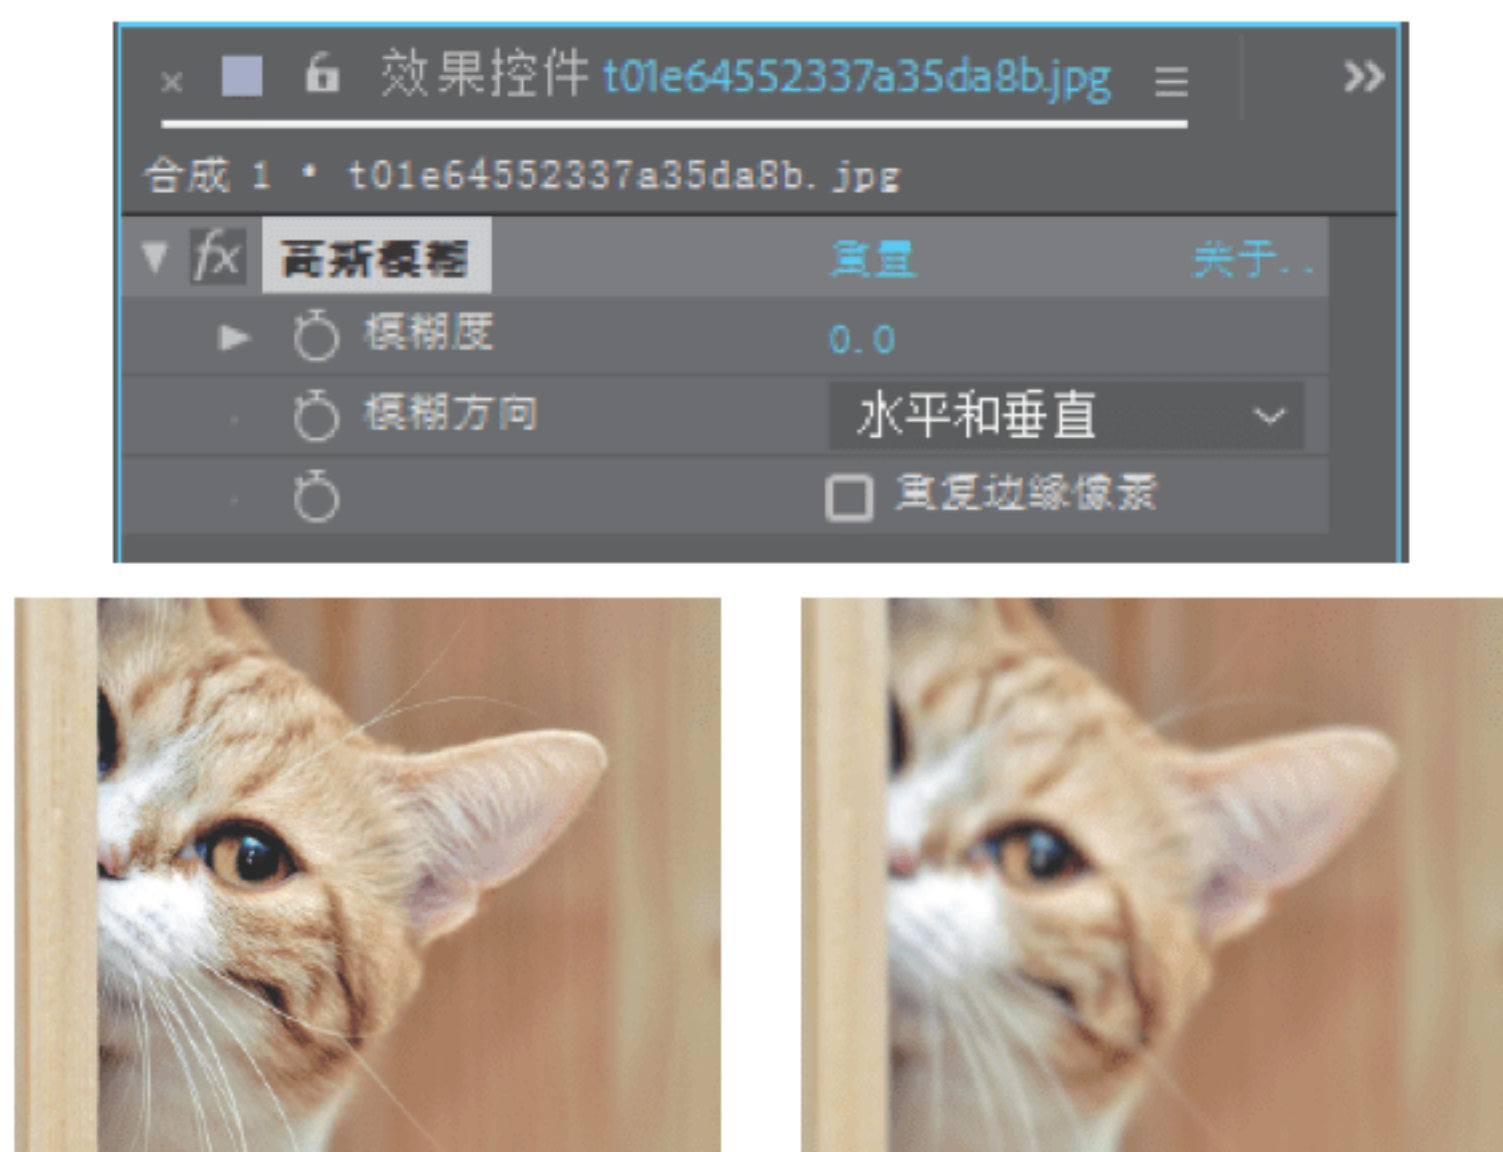 效果控件 t01e64552337a35da8b.jpg
合成 1 • t01e64552337a35da8b.jpg
fx 高斯模糊 重置 关于..
模糊度 0.0
模糊方向 水平和垂直
重复边缘像素